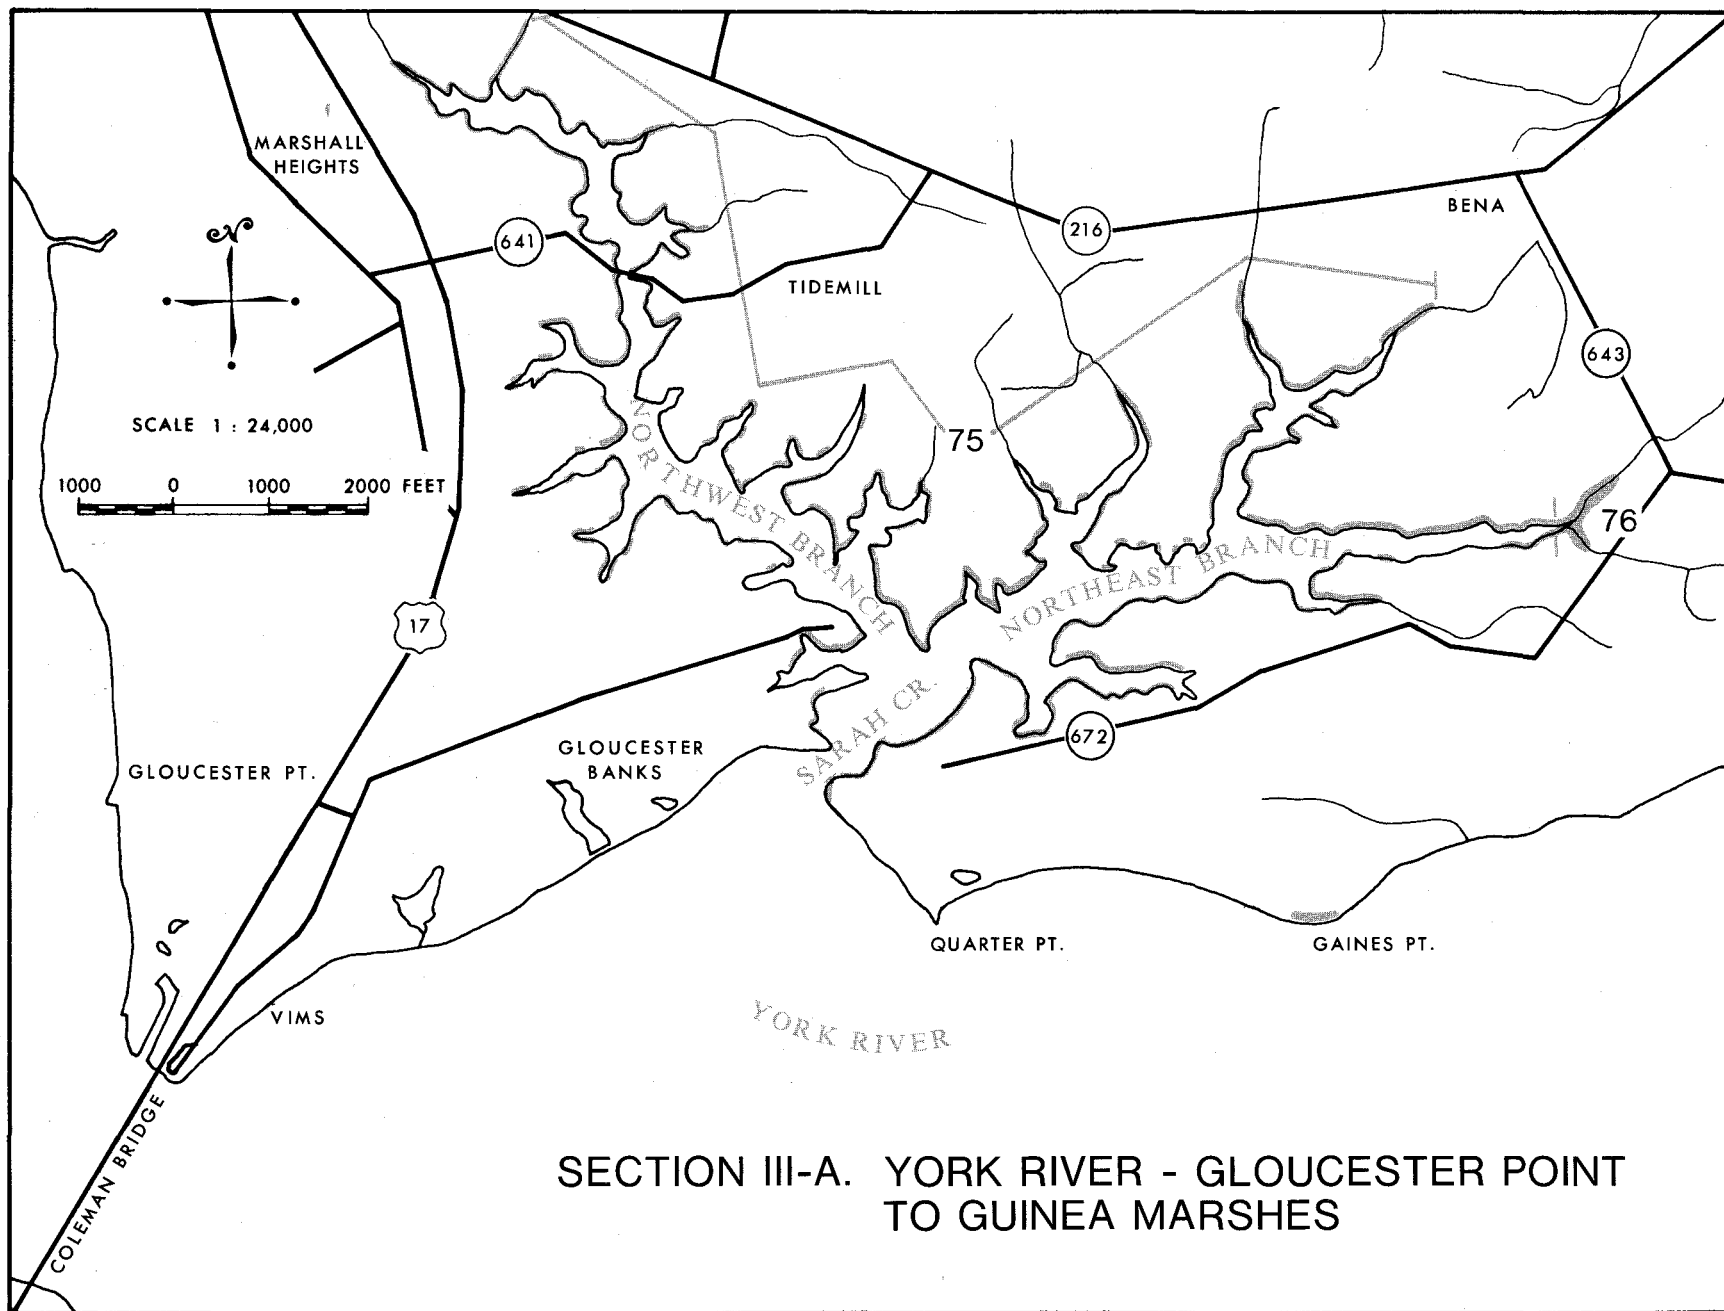 MARSHALL
HEIGHTS
N
641
216
BENA
TIDEMILL
643
SCALE 1 : 24,000
1000 0 1000 2000 FEET
75
76
NORTHWEST BRANCH
NORTHEAST BRANCH
17
SARAH CR.
672
GLOUCESTER
BANKS
GLOUCESTER PT.
QUARTER PT.
GAINES PT.
VIMS
YORK RIVER
COLEMAN BRIDGE
SECTION III-A. YORK RIVER - GLOUCESTER POINT
TO GUINEA MARSHES